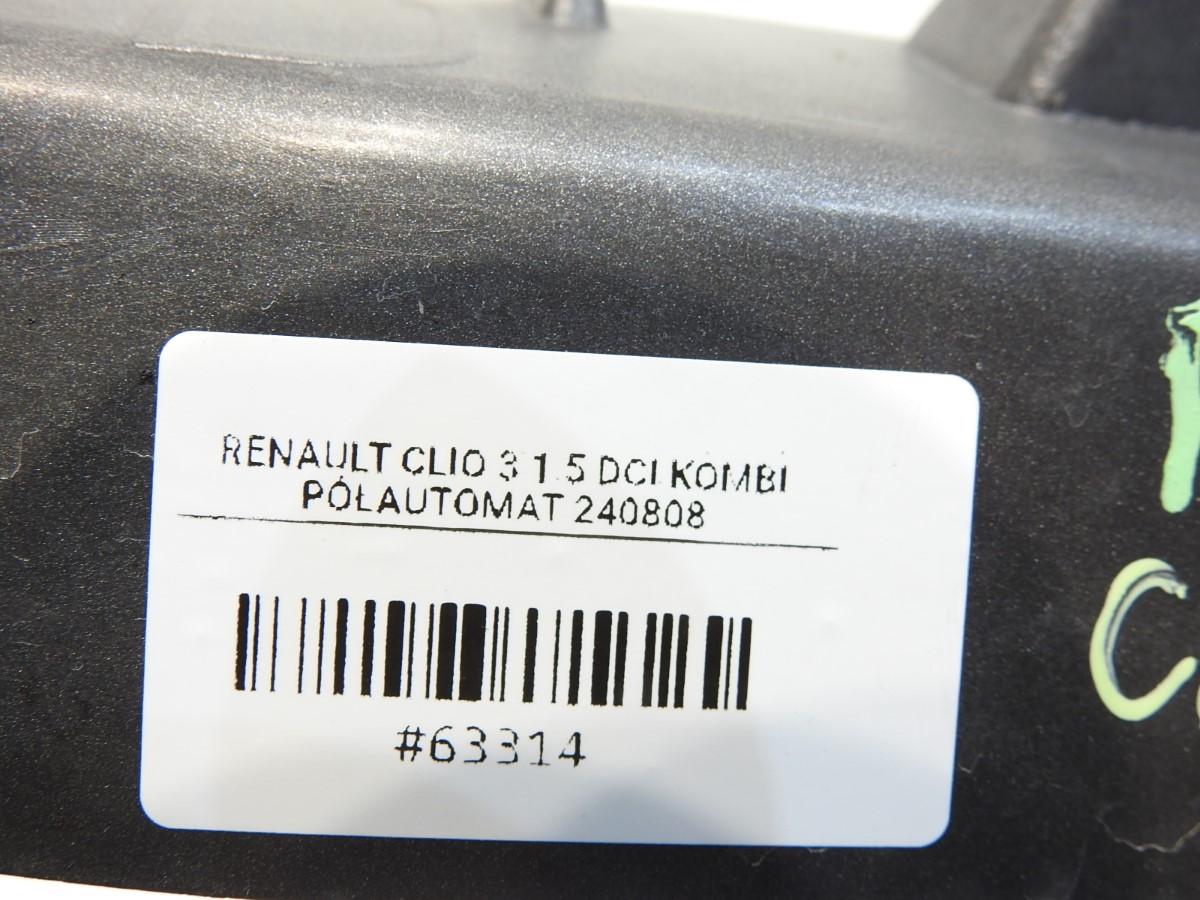 RENAULT CLIO 3 1.5 DCI KOMBI
PÓŁAUTOMAT 240808
#63314